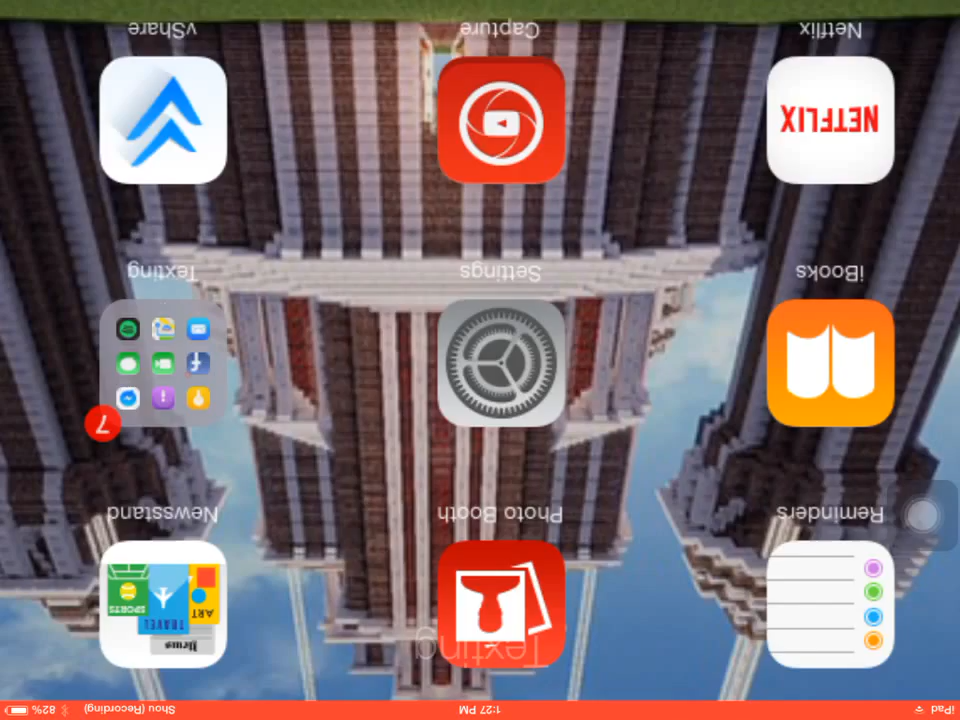 iPad 1:27 PM Shou (Recording) 82%
Texting
News
ART
TRAVEL
SPORTS
Reminders Photo Booth Newsstand
7
iBooks Settings Texting
NETFLIX
Netflix Capture vShare